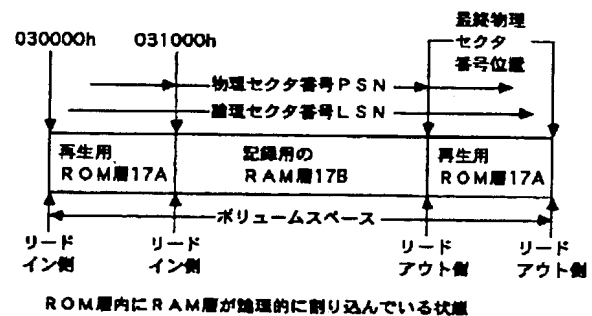 030000h
031000h
最終物理
セクタ
番号位置
物理セクタ番号PSN
論理セクタ番号LSN
再生用
ROM層17A
記録用の
RAM層17B
再生用
ROM層17A
ボリュームスペース
リード
イン側
リード
イン側
リード
アウト側
リード
アウト側
ROM層内にRAM層が論理的に割り込んでいる状態